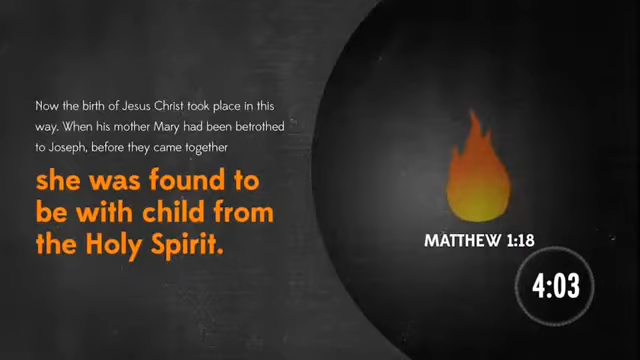 Now the birth of Jesus Christ took place in this
way. When his mother Mary had been betrothed
to Joseph, before they came together
she was found to
be with child from
the Holy Spirit.
MATTHEW 1:18
4:03